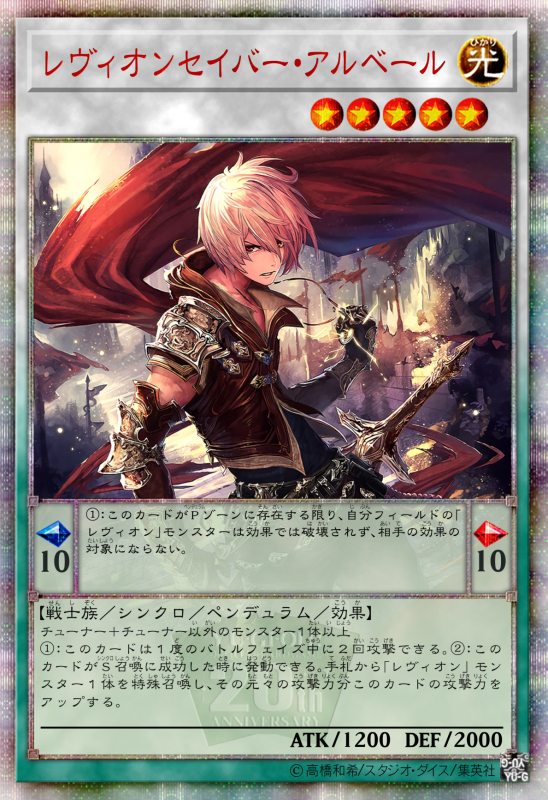 レヴィオンセイバー・アルベール
ひかり
光
①:このカードがPゾーンに存在する限り、自分フィールドの「
レヴィオン」モンスターは効果では破壊されず、相手の効果の
対象にならない。
10
10
【戦士族／シンクロ／ペンデュラム／効果】
チューナー＋チューナー以外のモンスター1体以上
①:このカードは１度のバトルフェイズ中に２回攻撃できる。②:この
カードがS召喚に成功した時に発動できる。手札から「レヴィオン」モン
スター１体を特殊召喚し、その元々の攻撃力分このカードの攻撃力を
アップする。
20th
ANNIVERSARY
ATK/1200 DEF/2000
©高橋和希/スタジオ・ダイス/集英社
YU-G